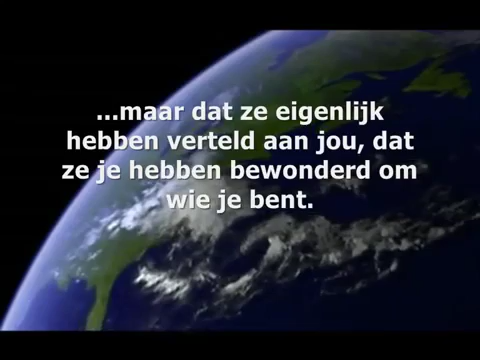 ...maar dat ze eigenlijk
hebben verteld aan jou, dat
ze je hebben bewonderd om
wie je bent.